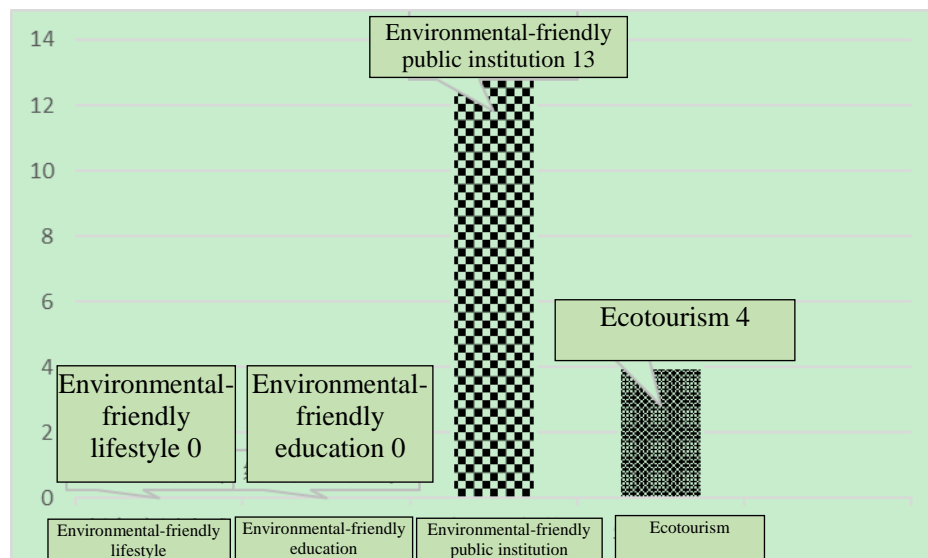 14
12
10
8
6
4
2
0
Environmental-friendly
public institution 13
Ecotourism 4
Environmental-
friendly
lifestyle 0
Environmental-
friendly
education 0
Environmental-friendly
lifestyle
Environmental-friendly
education
Environmental-friendly
public institution
Ecotourism